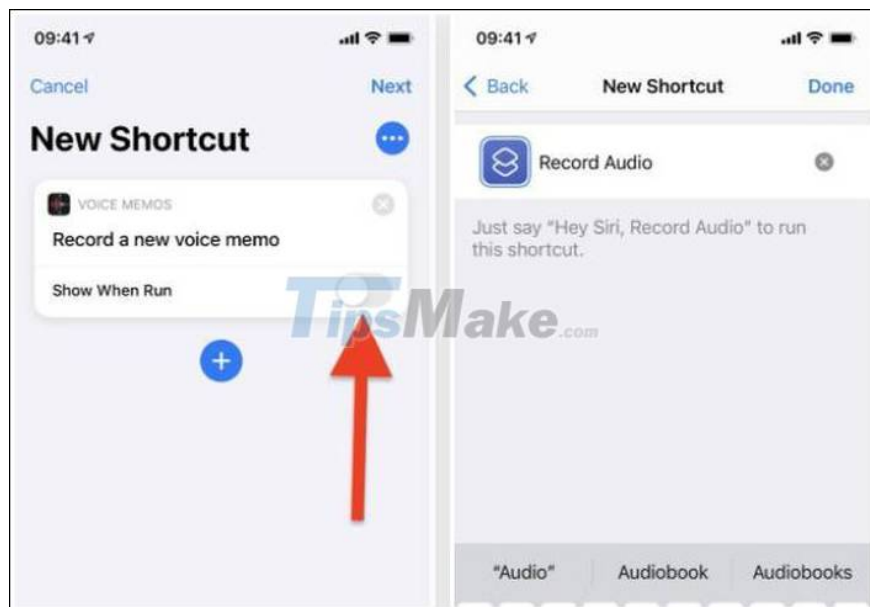 09:41
Cancel
Next
New Shortcut
VOICE MEMOS
Record a new voice memo
Show When Run
09:41
Back
New Shortcut
Done
Record Audio
Just say “Hey Siri, Record Audio” to run
this shortcut.
TipsMake.com
“Audio”
Audiobook
Audiobooks